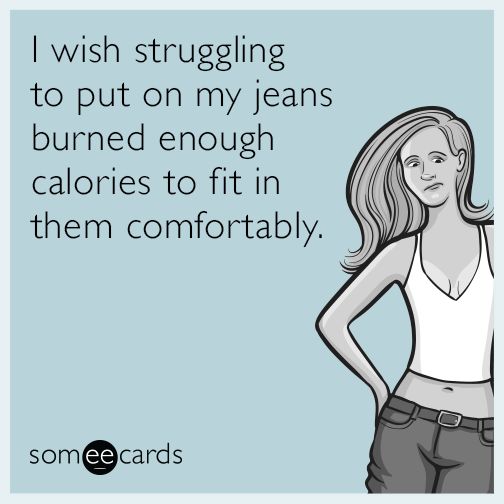 I wish struggling
to put on my jeans
burned enough
calories to fit in
them comfortably.
someecards